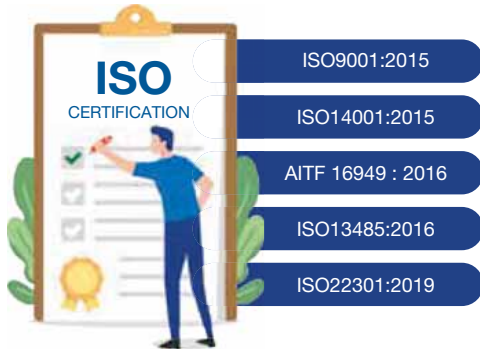 ISO
CERTIFICATION
ISO9001:2015
ISO14001:2015
AITF 16949 : 2016
ISO13485:2016
ISO22301:2019